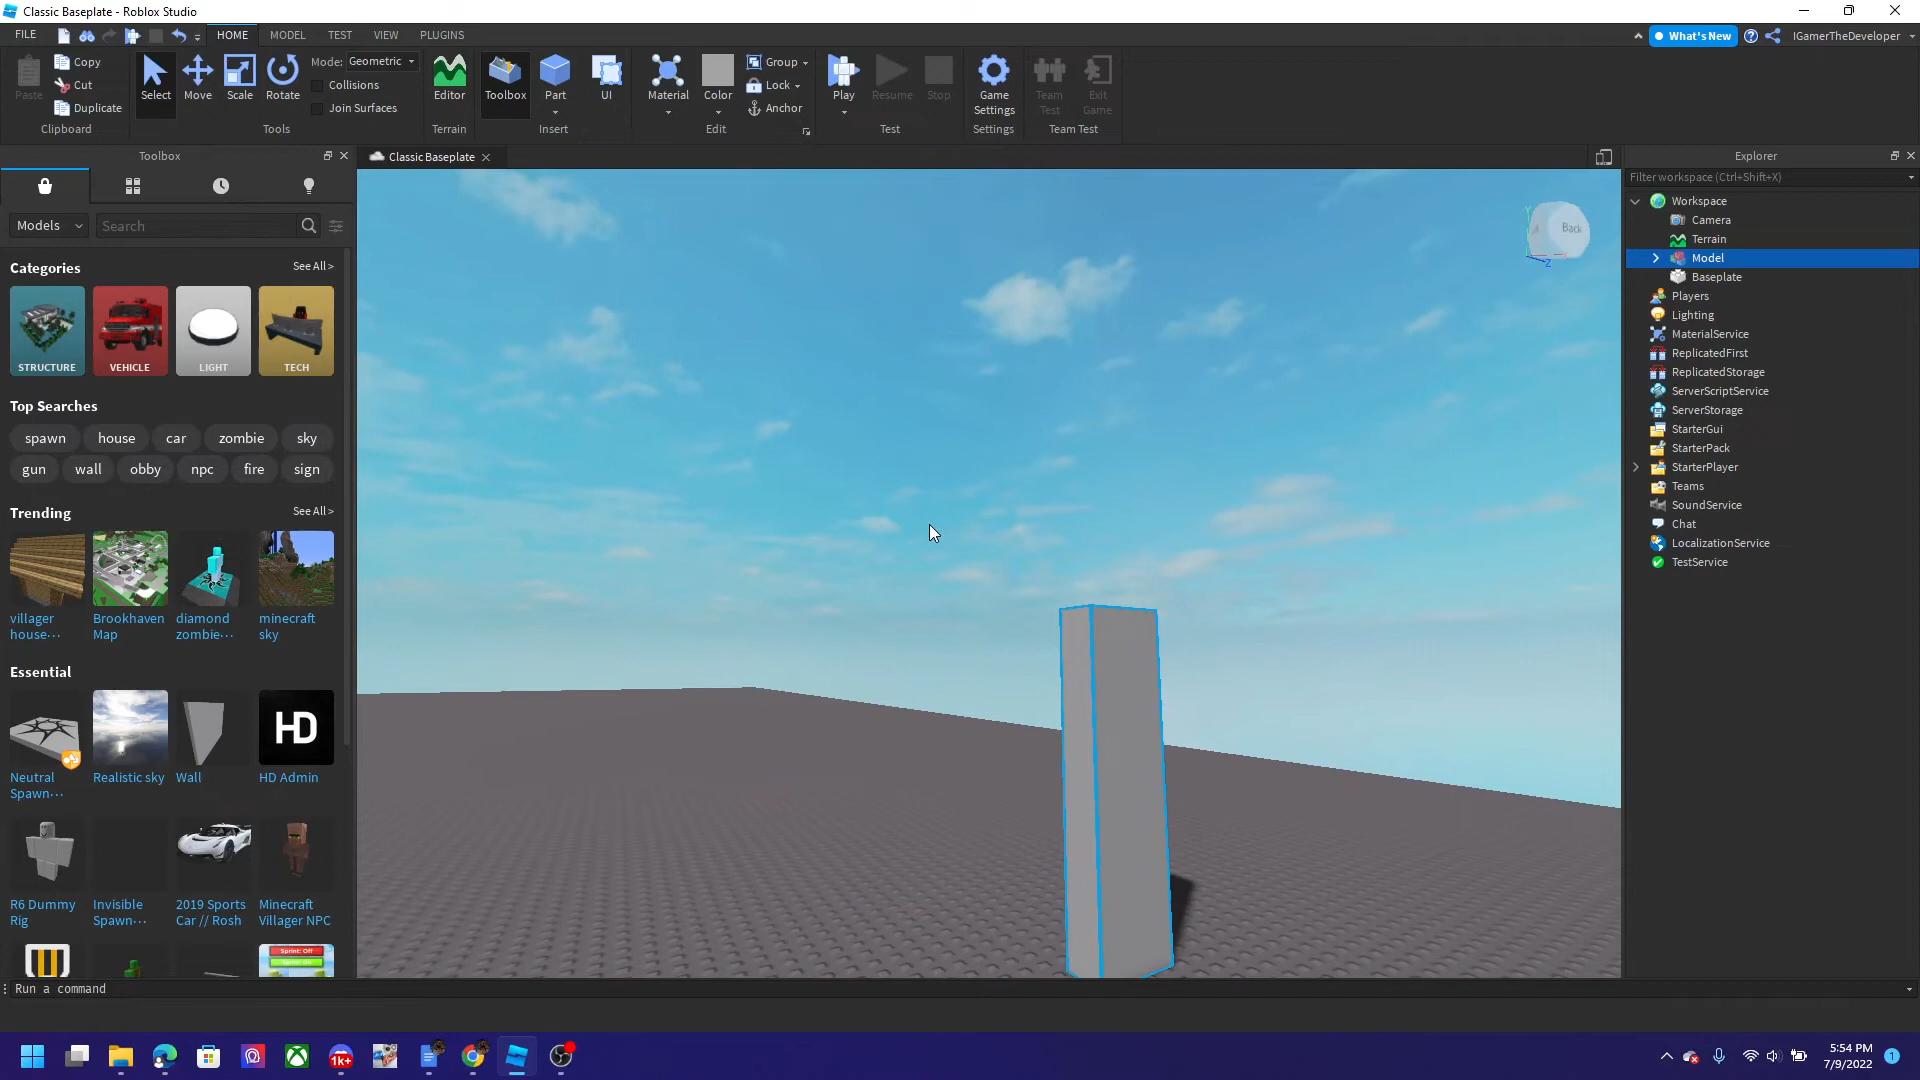 Classic Baseplate - Roblox Studio
FILE HOME MODEL TEST VIEW PLUGINS What's New IGamerTheDeveloper
Paste Copy Cut Duplicate
Clipboard
Select Move Scale Rotate
Mode: Geometric
Collisions
Join Surfaces
Tools
Editor
Terrain
Toolbox Part UI
Insert
Material Color Group Lock Anchor
Edit
Play Resume Stop
Test
Game Settings
Settings
Team Test Exit Game
Team Test
Toolbox
Classic Baseplate
Models Search
Categories See All >
STRUCTURE VEHICLE LIGHT TECH
Top Searches
spawn house car zombie sky
gun wall obby npc fire sign
Trending See All >
villager house... Brookhaven Map diamond zombie... minecraft sky
Essential
HD
Neutral Spawn... Realistic sky Wall HD Admin
R6 Dummy Rig Invisible Spawn... 2019 Sports Car // Rosh Minecraft Villager NPC
Sprint: Off
Back
Y
Z
Explorer
Filter workspace (Ctrl+Shift+X)
Workspace
Camera
Terrain
Model
Baseplate
Players
Lighting
MaterialService
ReplicatedFirst
ReplicatedStorage
ServerScriptService
ServerStorage
StarterGui
StarterPack
StarterPlayer
Teams
SoundService
Chat
LocalizationService
TestService
Run a command
1k+
5:54 PM
7/9/2022
1